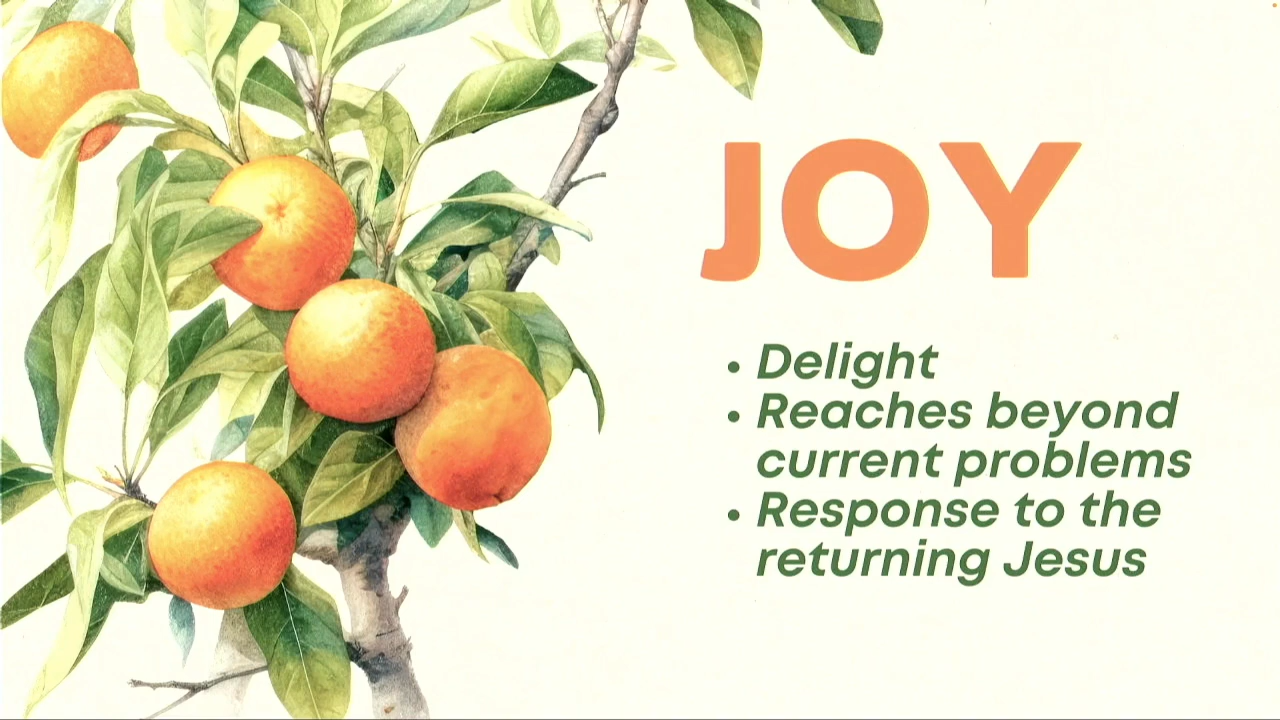 JOY
• Delight
• Reaches beyond
current problems
• Response to the
returning Jesus